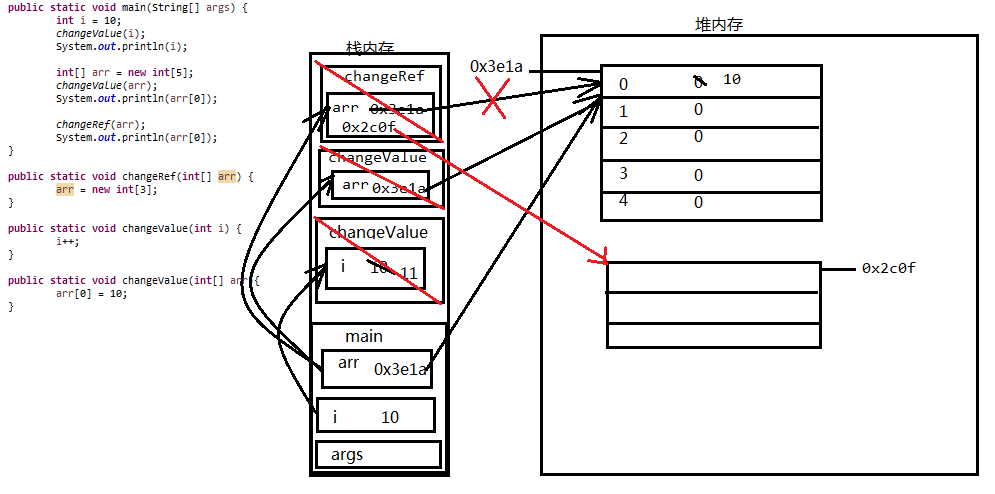 public static void main(String[] args) {
int i = 10;
changeValue(i);
System.out.println(i);
int[] arr = new int[5];
changeValue(arr);
System.out.println(arr[0]);
changeRef(arr);
System.out.println(arr[0]);
}
public static void changeRef(int[] arr) {
arr = new int[3];
}
public static void changeValue(int i) {
i++;
}
public static void changeValue(int[] arr) {
arr[0] = 10;
}
栈内存
changeRef
arr 0x3e1a
0x2c0f
changeValue
arr 0x3e1a
changeValue
i 10 11
main
arr 0x3e1a
i 10
args
堆内存
0x3e1a
0 0 10
1 0
2 0
3 0
4 0
0x2c0f